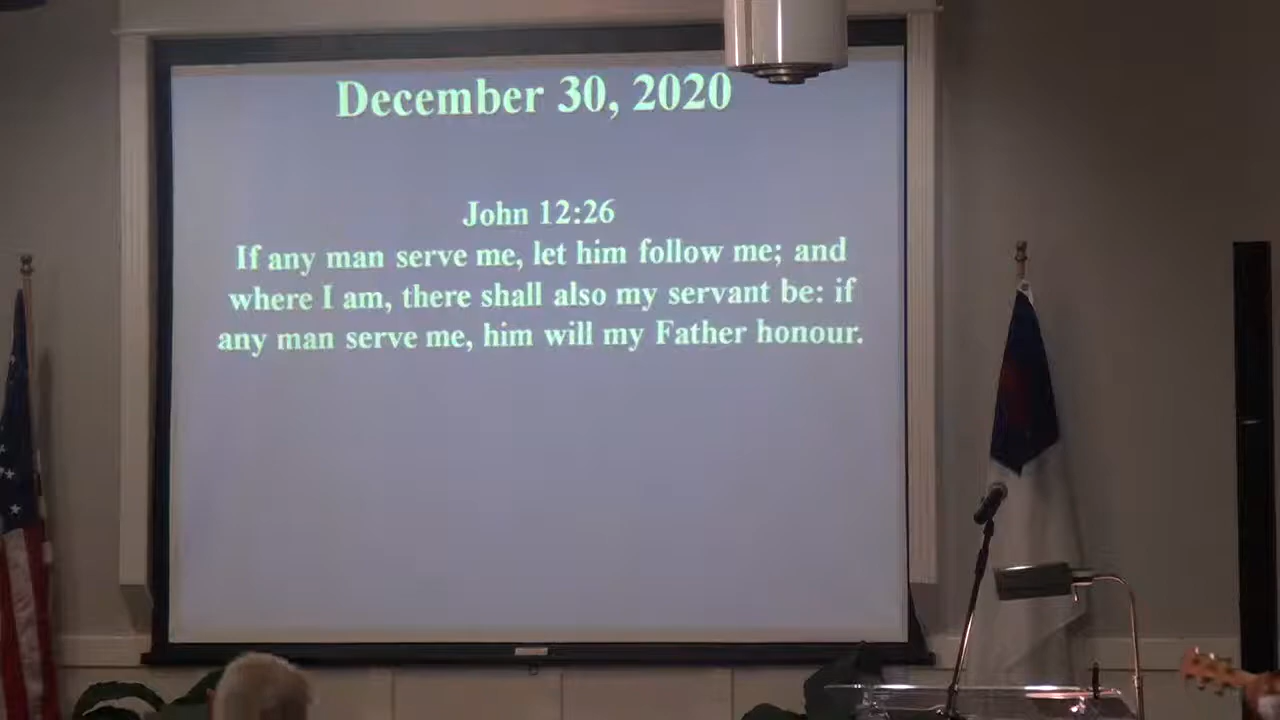 December 30, 2020
John 12:26
If any man serve me, let him follow me; and
where I am, there shall also my servant be: if
any man serve me, him will my Father honour.